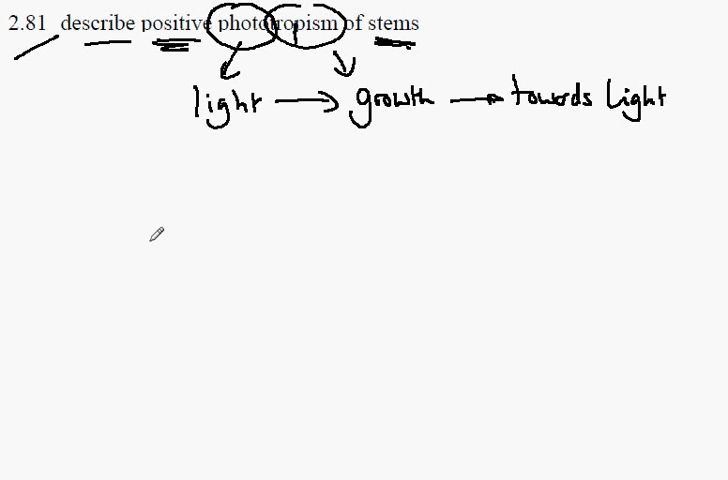 2.81 describe positive phototropism of stems
light → growth → towards Light